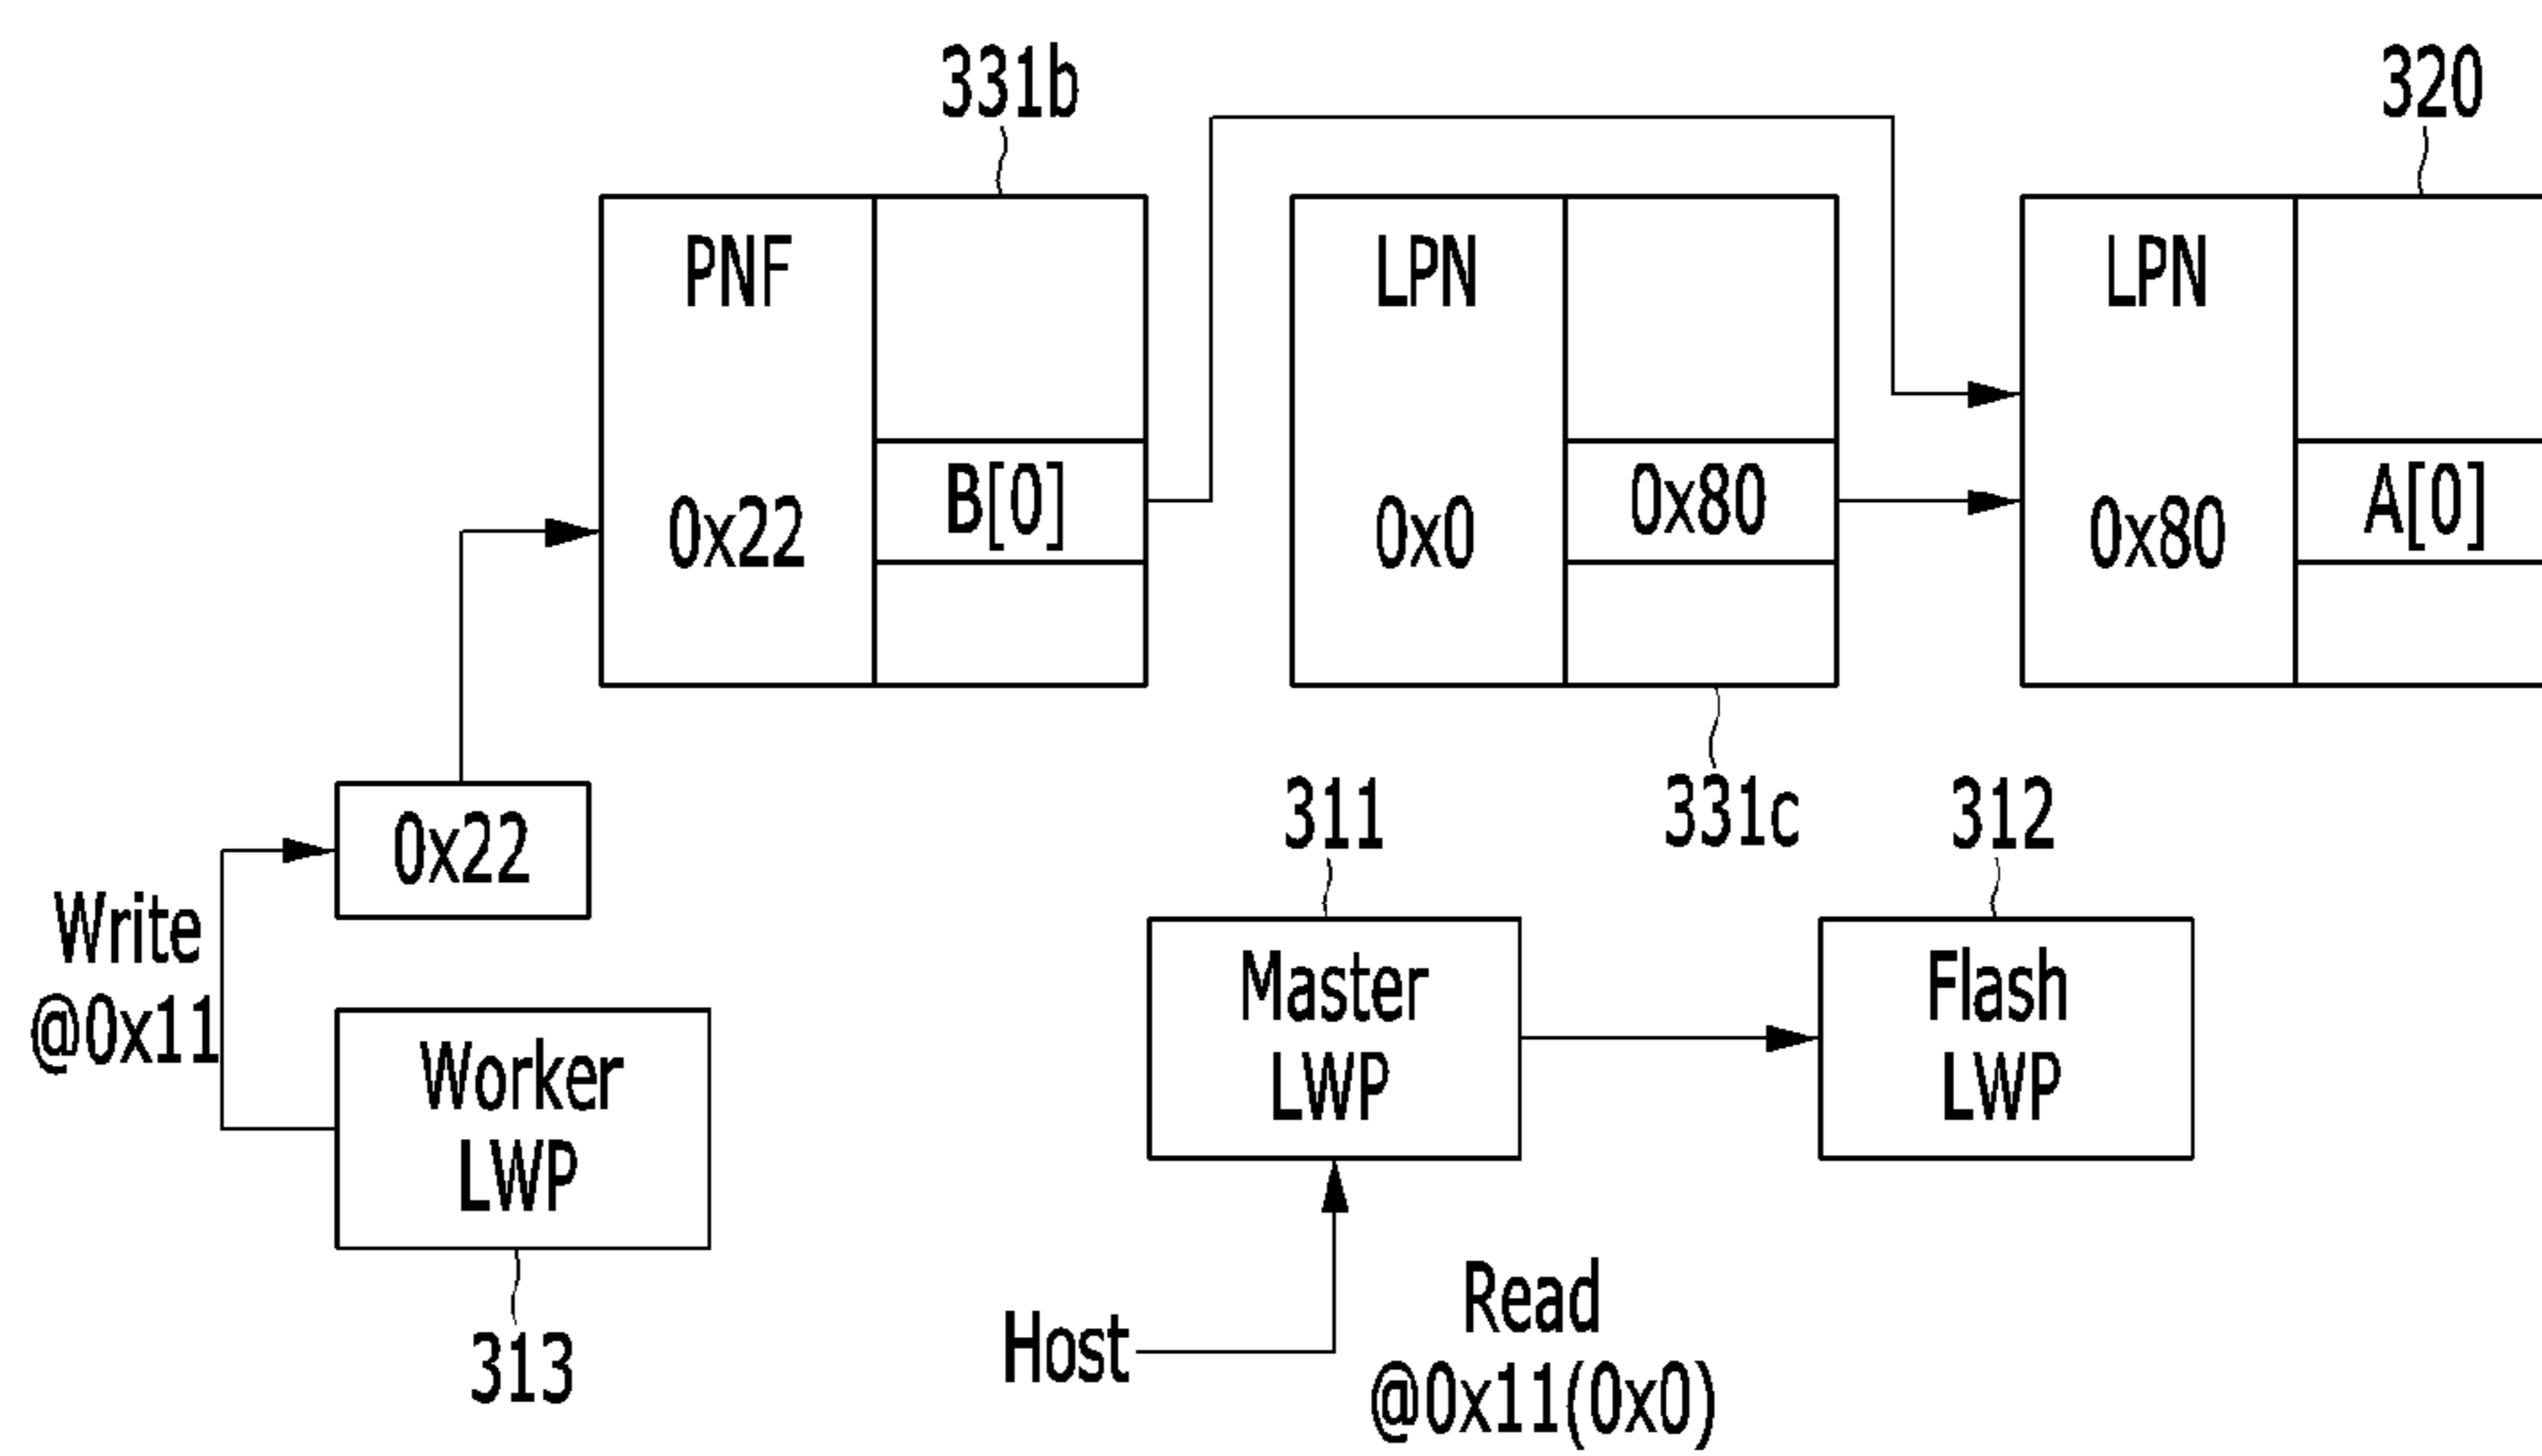 331b
320
PNF
LPN
LPN
0x22
B[0]
0x0
0x80
0x80
A[0]
0x22
331c
311
312
Write
@0x11
Worker
LWP
313
Master
LWP
Flash
LWP
Host
Read
@0x11(0x0)